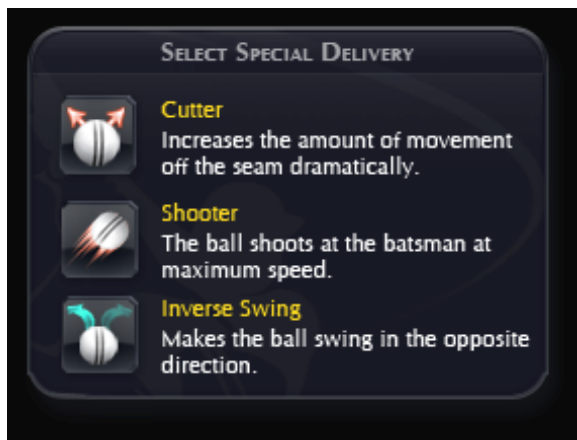 Select Special Delivery
Cutter
Increases the amount of movement
off the seam dramatically.
Shooter
The ball shoots at the batsman at
maximum speed.
Inverse Swing
Makes the ball swing in the opposite
direction.